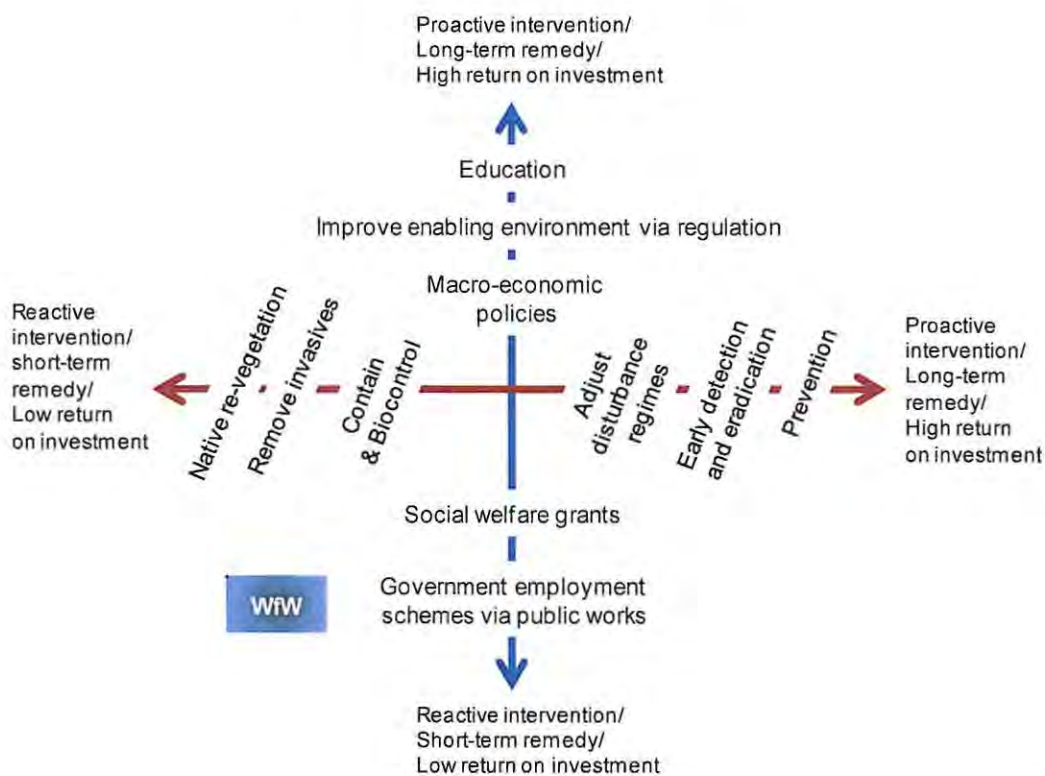 Proactive intervention/
Long-term remedy/
High return on investment
Education
Improve enabling environment via regulation
Macro-economic
policies
Reactive
intervention/
short-term
remedy/
Low return
on investment
Native re-vegetation
Remove invasives
Contain
& Biocontrol
Adjust
disturbance
regimes
Early detection
and eradication
Prevention
Proactive
intervention/
Long-term
remedy/
High return
on investment
Social welfare grants
WfW
Government employment
schemes via public works
Reactive intervention/
Short-term remedy/
Low return on investment